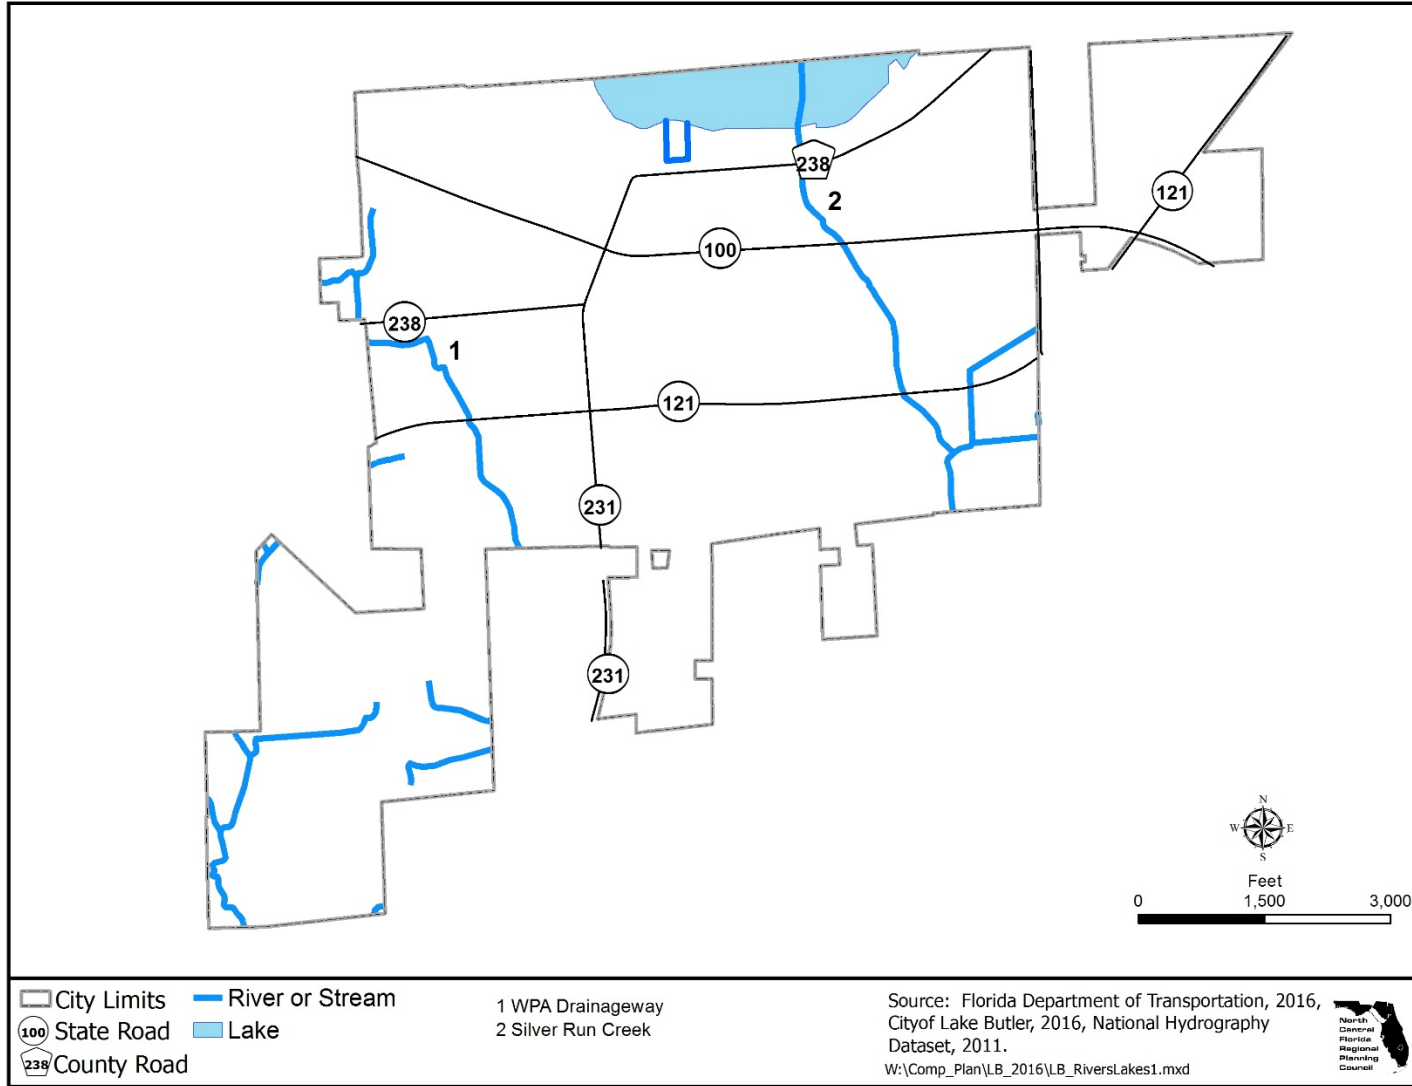 238
2
121
100
238
1
121
231
231
N
W E
S
Feet
0 1,500 3,000
City Limits
River or Stream
100 State Road
Lake
238 County Road
1 WPA Drainageway
2 Silver Run Creek
Source: Florida Department of Transportation, 2016,
Cityof Lake Butler, 2016, National Hydrography
Dataset, 2011.
W:\Comp_Plan\LB_2016\LB_RiversLakes1.mxd
North
Central
Florida
Regional
Planning
Council